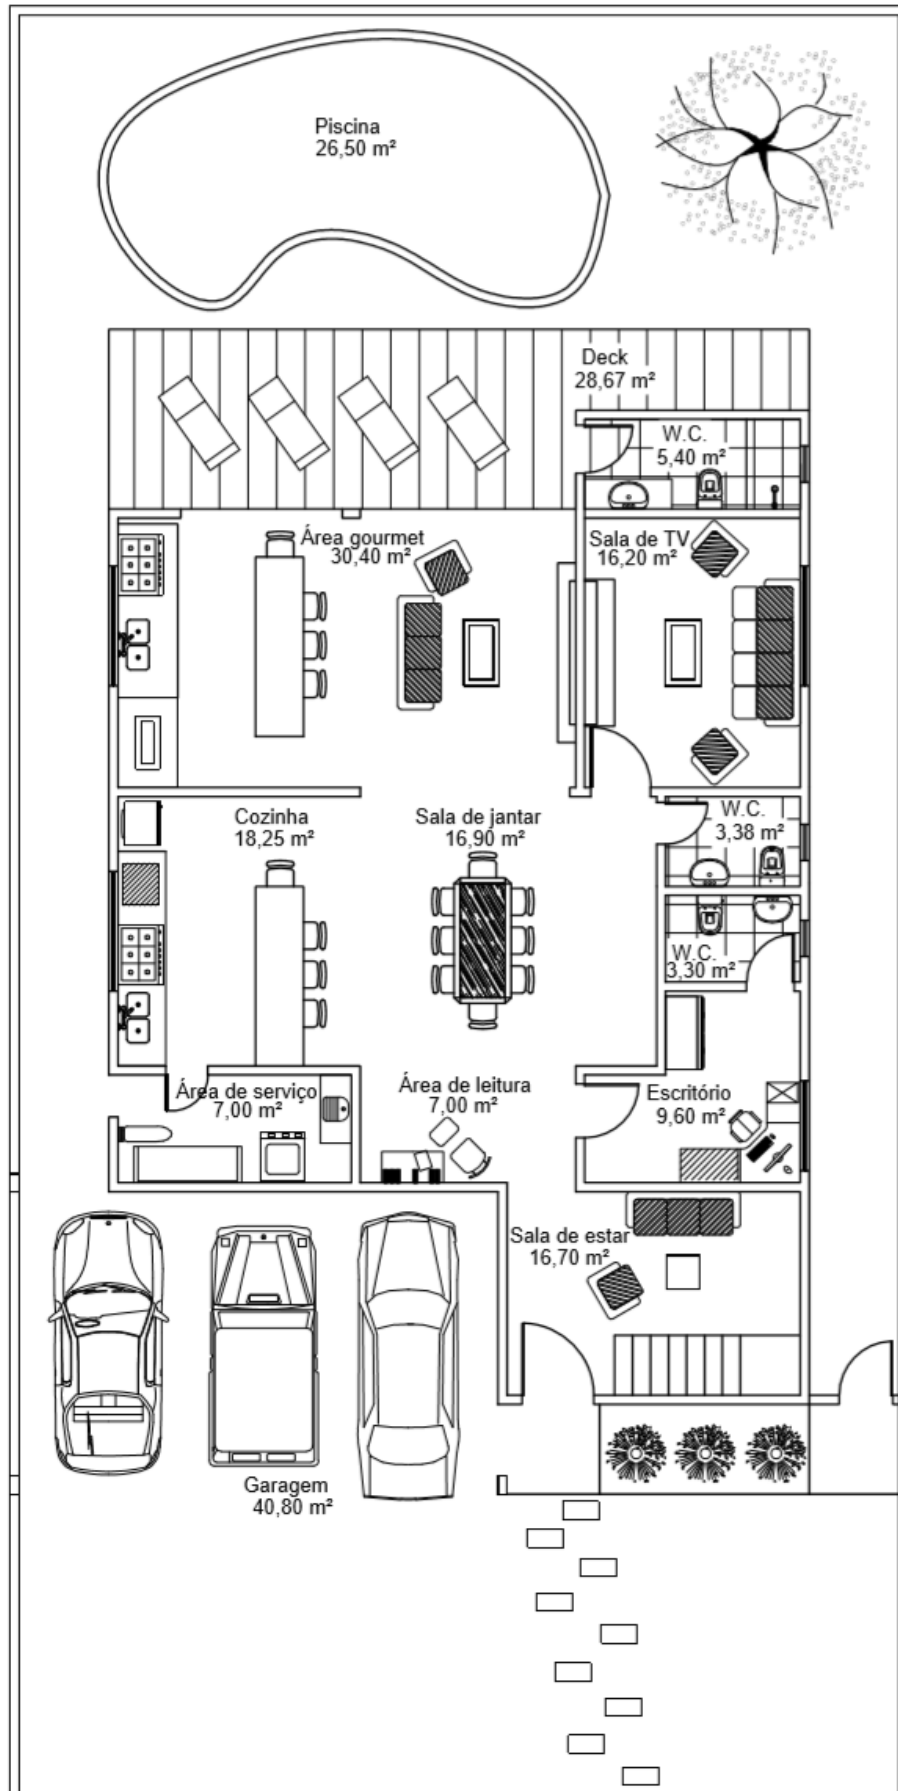 Piscina
26,50 m²
Deck
28,67 m²
W.C.
5,40 m²
Área gourmet
30,40 m²
Sala de TV
16,20 m²
Cozinha
18,25 m²
Sala de jantar
16,90 m²
W.C.
3,38 m²
W.C.
3,30 m²
Área de serviço
7,00 m²
Área de leitura
7,00 m²
Escritório
9,60 m²
Sala de estar
16,70 m²
Garagem
40,80 m²